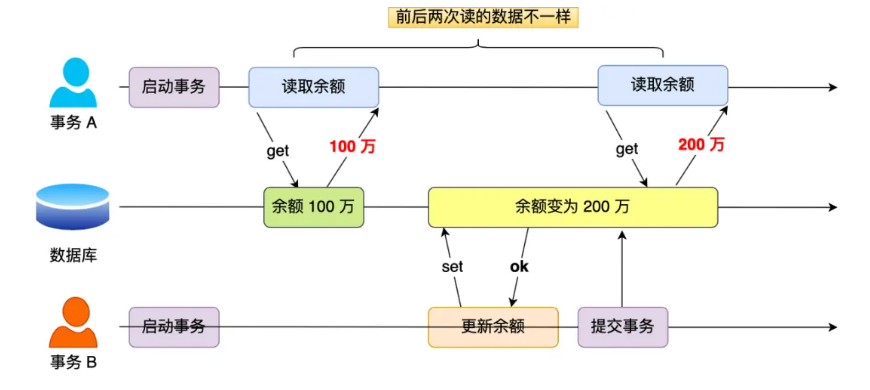 前后两次读的数据不一样
启动事务
读取余额
读取余额
事务 A
get
100 万
get
200 万
余额 100 万
余额变为 200 万
数据库
set
ok
启动事务
更新余额
提交事务
事务 B